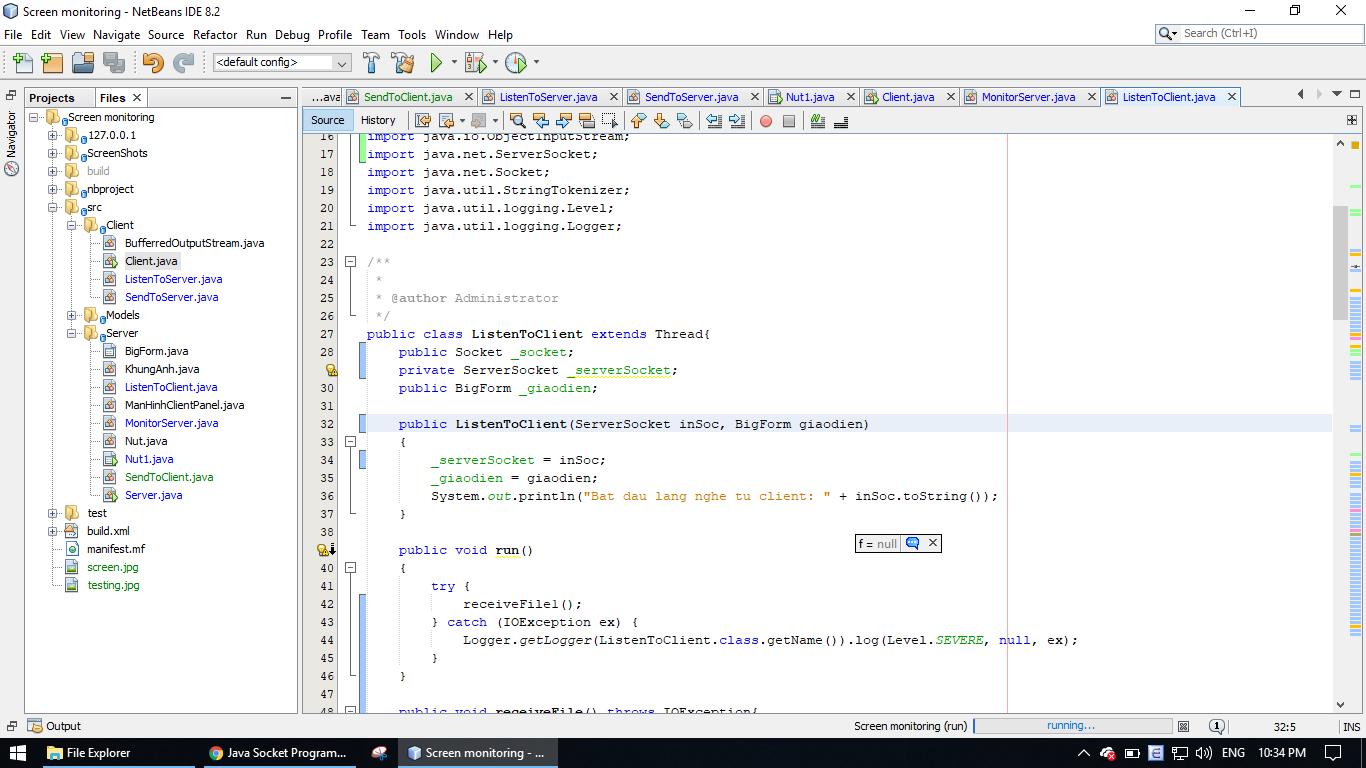 Screen monitoring - NetBeans IDE 8.2
File Edit View Navigate Source Refactor Run Debug Profile Team Tools Window Help
Search (Ctrl+I)
<default config>
Projects Files
...ava SendToClient.java ListenToServer.java SendToServer.java Nut1.java Client.java MonitorServer.java ListenToClient.java
Navigator
Source History
Screen monitoring
127.0.0.1
ScreenShots
build
nbproject
src
Client
BufferredOutputStream.java
Client.java
ListenToServer.java
SendToServer.java
Models
Server
BigForm.java
KhungAnh.java
ListenToClient.java
ManHinhClientPanel.java
MonitorServer.java
Nut.java
Nut1.java
SendToClient.java
Server.java
test
build.xml
manifest.mf
screen.jpg
testing.jpg
16 import java.io.ObjectInputStream;
17 import java.net.ServerSocket;
18 import java.net.Socket;
19 import java.util.StringTokenizer;
20 import java.util.logging.Level;
21 import java.util.logging.Logger;
22
23 /**
24 *
25 * @author Administrator
26 */
27 public class ListenToClient extends Thread{
28 public Socket _socket;
private ServerSocket _serverSocket;
30 public BigForm _giaodien;
31
32 public ListenToClient(ServerSocket inSoc, BigForm giaodien)
33 {
34 _serverSocket = inSoc;
35 _giaodien = giaodien;
36 System.out.println("Bat dau lang nghe tu client: " + inSoc.toString());
37 }
38
public void run()
f = null
40 {
41 try {
42 receiveFile1();
43 } catch (IOException ex) {
44 Logger.getLogger(ListenToClient.class.getName()).log(Level.SEVERE, null, ex);
45 }
46 }
47
48 public void receiveFile() throws IOException{
Output
Screen monitoring (run) running... 1 32:5 INS
File Explorer Java Socket Program... Screen monitoring - ... ENG 10:34 PM